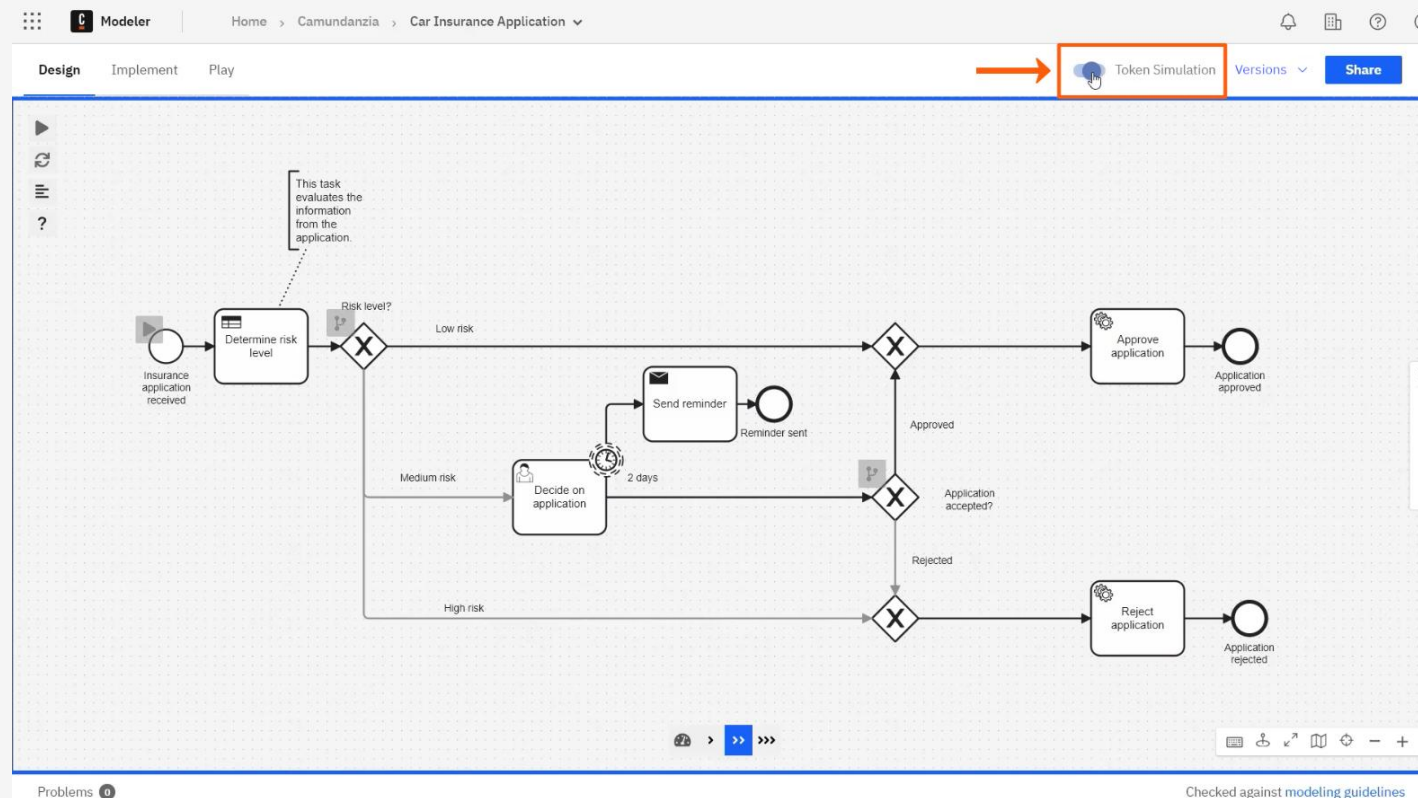 C Modeler Home > Camundanzia > Car Insurance Application
Design Implement Play Token Simulation Versions Share
?
This task
evaluates the
information
from the
application.
Risk level?
Low risk
Determine risk
level
Insurance
application
received
X
X
Approve
application
Application
approved
Send reminder
Reminder sent
Approved
Medium risk
2 days
Decide on
application
X
Application
accepted?
Rejected
High risk
X
Reject
application
Application
rejected
Problems 0 Checked against modeling guidelines